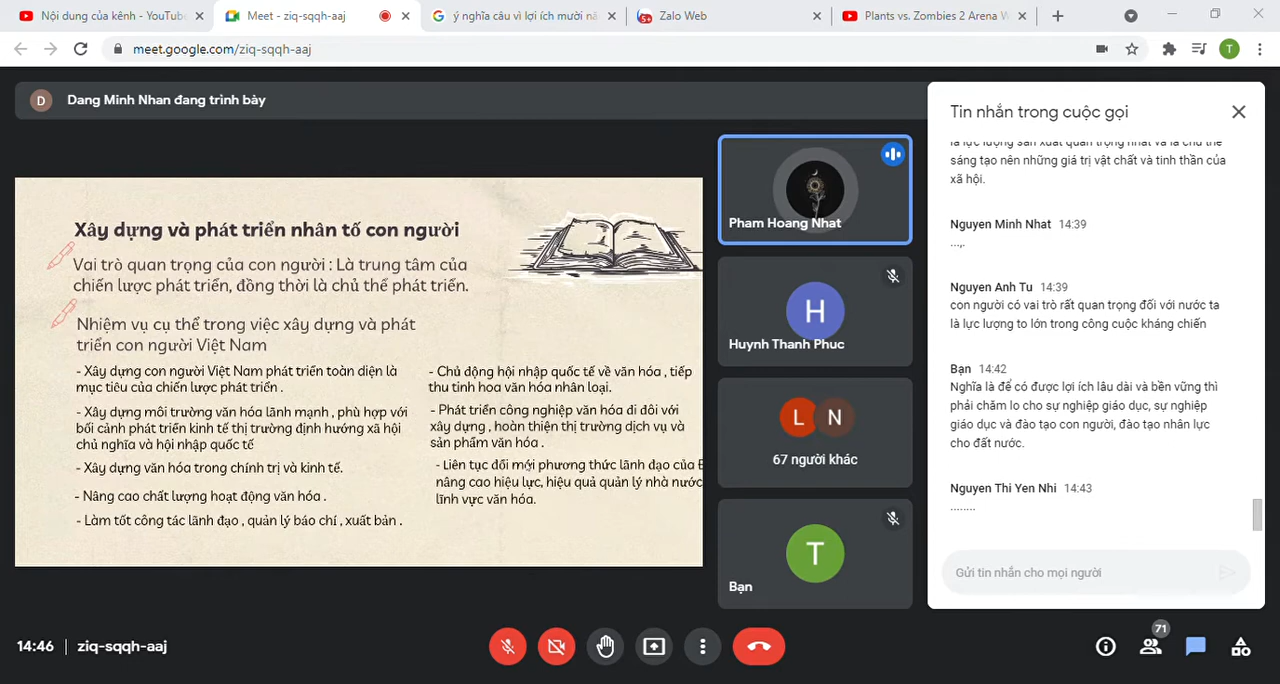 Nội dung của kênh - YouTub
Meet - ziq-sqqh-aaj
ý nghĩa câu vì lợi ích mười nă
Zalo Web
Plants vs. Zombies 2 Arena W
meet.google.com/ziq-sqqh-aaj
T
D
Dang Minh Nhan đang trình bày
Xây dựng và phát triển nhân tố con người
Vai trò quan trọng của con người : Là trung tâm của
chiến lược phát triển, đồng thời là chủ thể phát triển.
Nhiệm vụ cụ thể trong việc xây dựng và phát
triển con người Việt Nam
- Xây dựng con người Việt Nam phát triển toàn diện là
mục tiêu của chiến lược phát triển .
- Xây dựng môi trường văn hóa lãnh mạnh , phù hợp với
bối cảnh phát triển kinh tế thị trường định hướng xã hội
chủ nghĩa và hội nhập quốc tế
- Xây dựng văn hóa trong chính trị và kinh tế.
- Nâng cao chất lượng hoạt động văn hóa .
- Làm tốt công tác lãnh đạo , quản lý báo chí , xuất bản .
- Chủ động hội nhập quốc tế về văn hóa , tiếp
thu tinh hoa văn hóa nhân loại.
- Phát triển công nghiệp văn hóa đi đôi với
xây dựng , hoàn thiện thị trường dịch vụ và
sản phẩm văn hóa .
- Liên tục đổi mới phương thức lãnh đạo của
nâng cao hiệu lực, hiệu quả quản lý nhà nước
lĩnh vực văn hóa.
Pham Hoang Nhat
H
Huynh Thanh Phuc
L N
67 người khác
T
Bạn
Tin nhắn trong cuộc gọi
là lực lượng sản xuất quan trọng nhất và là chủ thể
sáng tạo nên những giá trị vật chất và tinh thần của
xã hội.
Nguyen Minh Nhat 14:39
...,.
Nguyen Anh Tu 14:39
con người có vai trò rất quan trọng đối với nước ta
là lực lượng to lớn trong công cuộc kháng chiến
Bạn 14:42
Nghĩa là để có được lợi ích lâu dài và bền vững thì
phải chăm lo cho sự nghiệp giáo dục, sự nghiệp
giáo dục và đào tạo con người, đào tạo nhân lực
cho đất nước.
Nguyen Thi Yen Nhi 14:43
........
Gửi tin nhắn cho mọi người
14:46 | ziq-sqqh-aaj
71